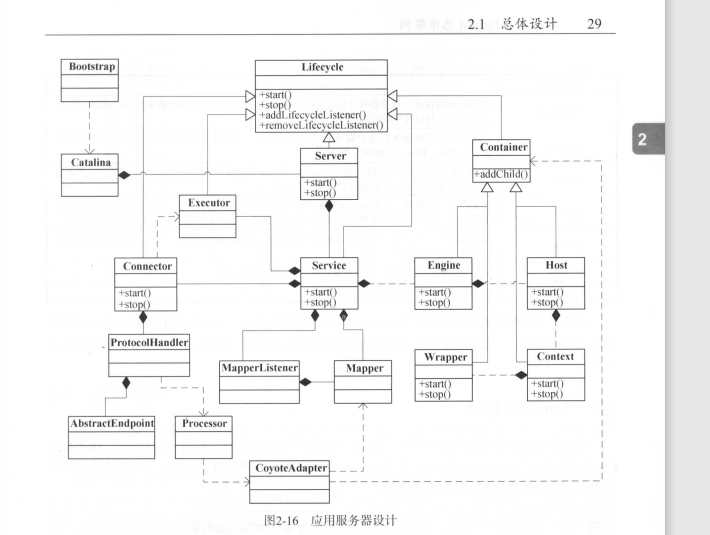 2.1 总体设计 29
2
Bootstrap
Lifecycle
+start()
+stop()
+addLifecycleListener()
+removeLifecycleListener()
Container
+addChild()
Catalina
Server
+start()
+stop()
Executor
Connector
+start()
+stop()
Service
+start()
+stop()
Engine
+start()
+stop()
Host
+start()
+stop()
ProtocolHandler
MapperListener
Mapper
Wrapper
+start()
+stop()
Context
+start()
+stop()
AbstractEndpoint
Processor
CoyoteAdapter
图2-16 应用服务器设计